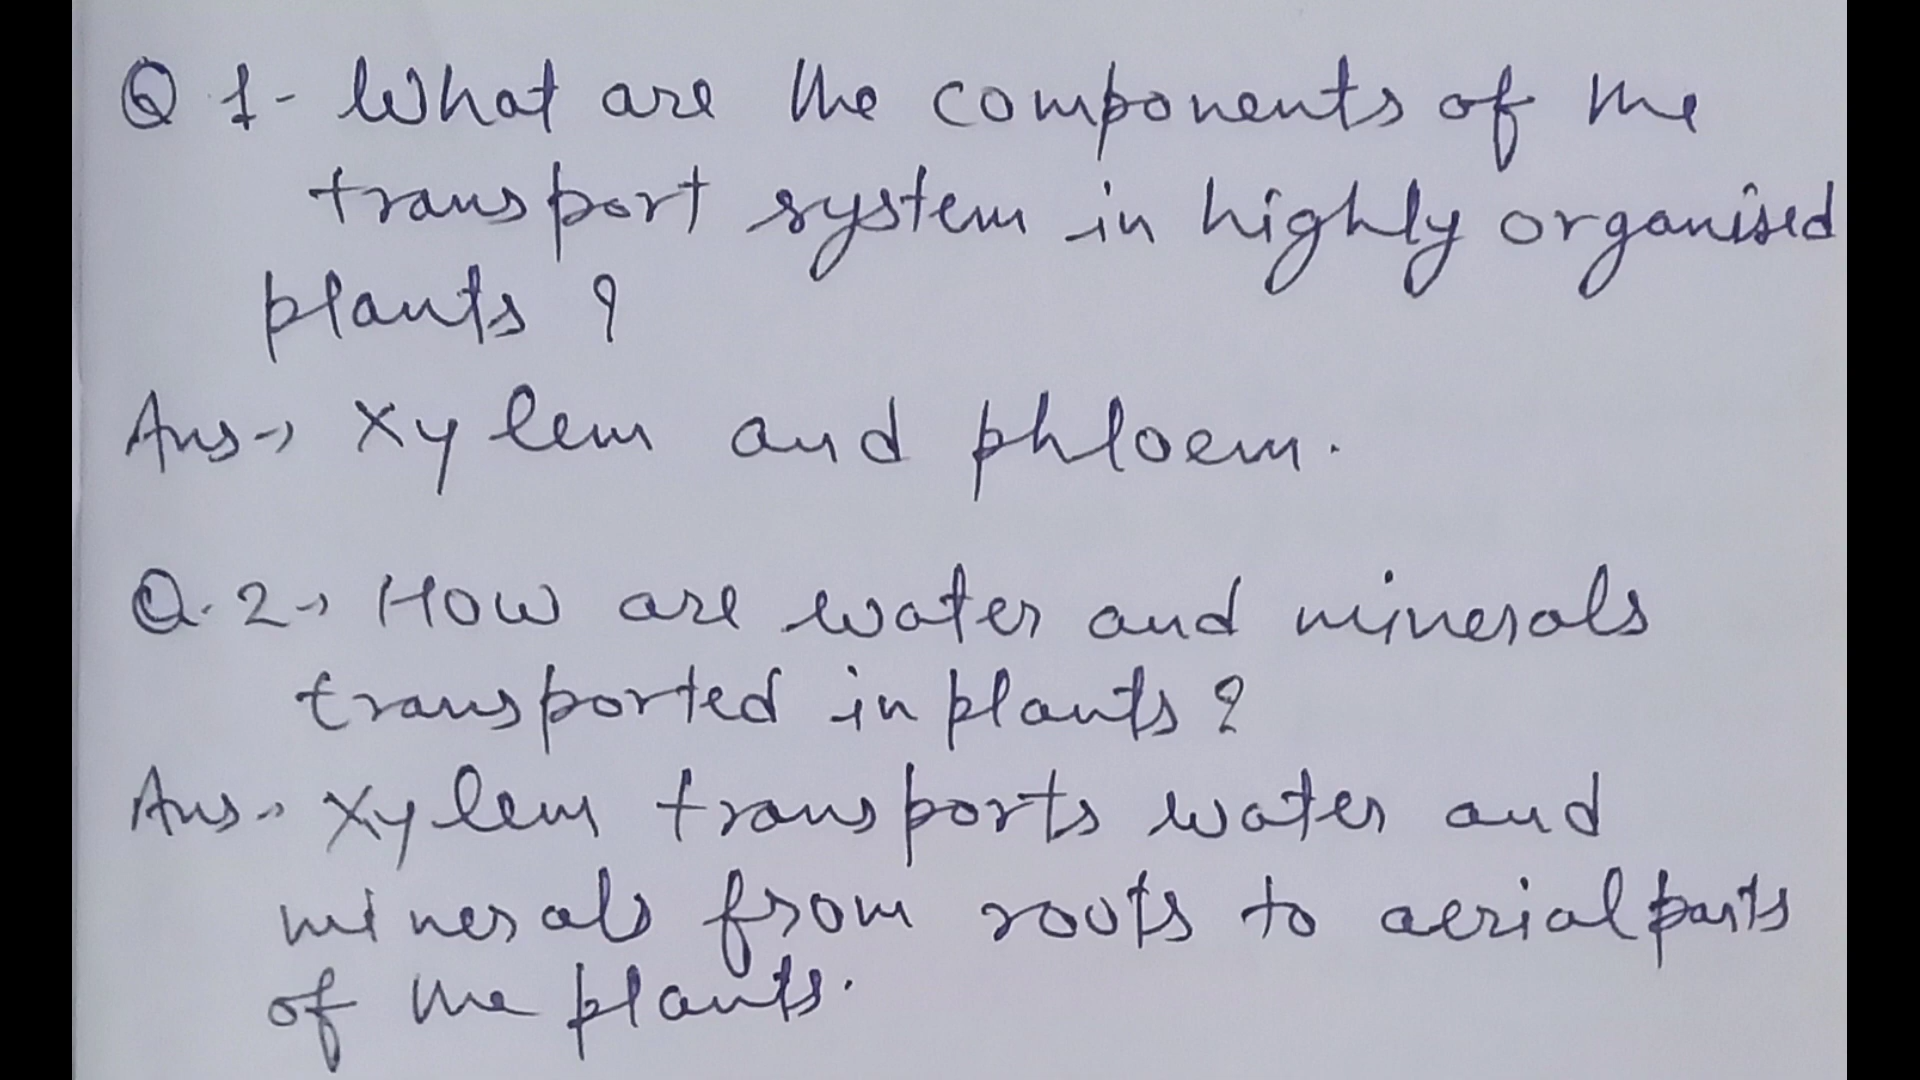 Q 1- What are the components of the
transport system in highly organised
plants ?
Ans→ Xylem and phloem.
Q.2→ How are water and minerals
transported in plants ?
Ans→ Xylem transports water and
minerals from roots to aerial parts
of the plants.